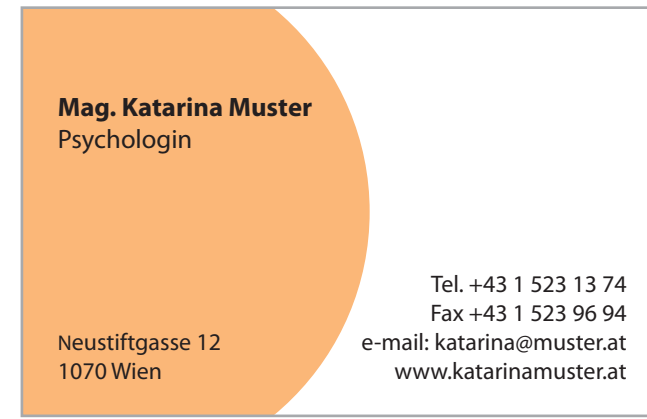 Mag. Katarina Muster
Psychologin
Neustiftgasse 12
1070 Wien
Tel. +43 1 523 13 74
Fax +43 1 523 96 94
e-mail: katarina@muster.at
www.katarinamuster.at